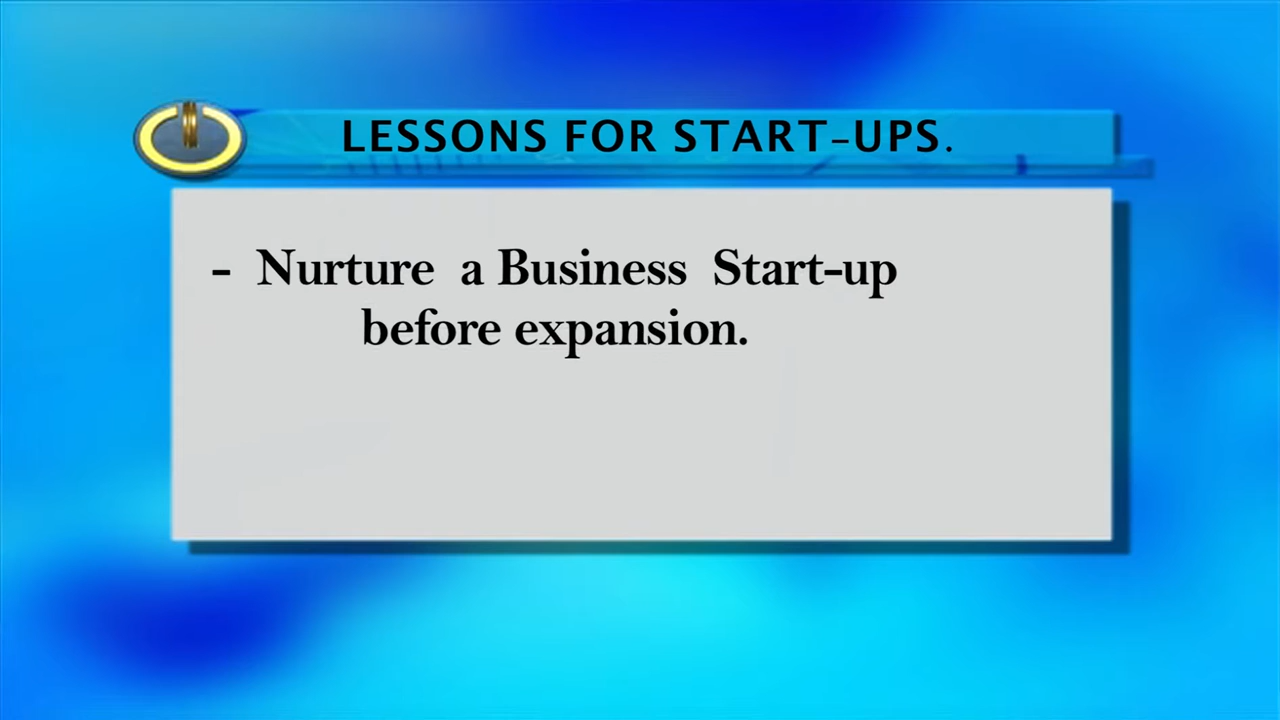 LESSONS FOR START-UPS.
- Nurture a Business Start-up
before expansion.